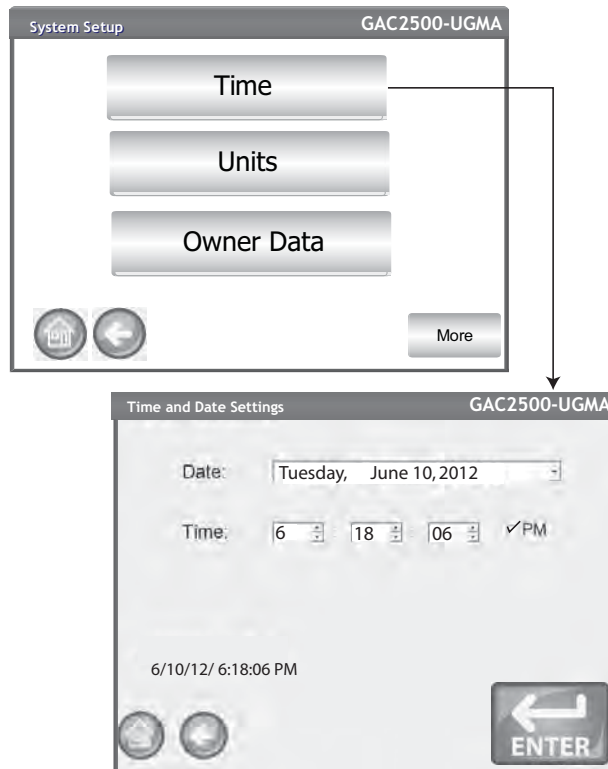 System Setup GAC2500-UGMA
Time
Units
Owner Data
More
Time and Date Settings GAC2500-UGMA
Date: Tuesday, June 10, 2012
Time: 6 18 06 ✓PM
6/10/12/ 6:18:06 PM
ENTER